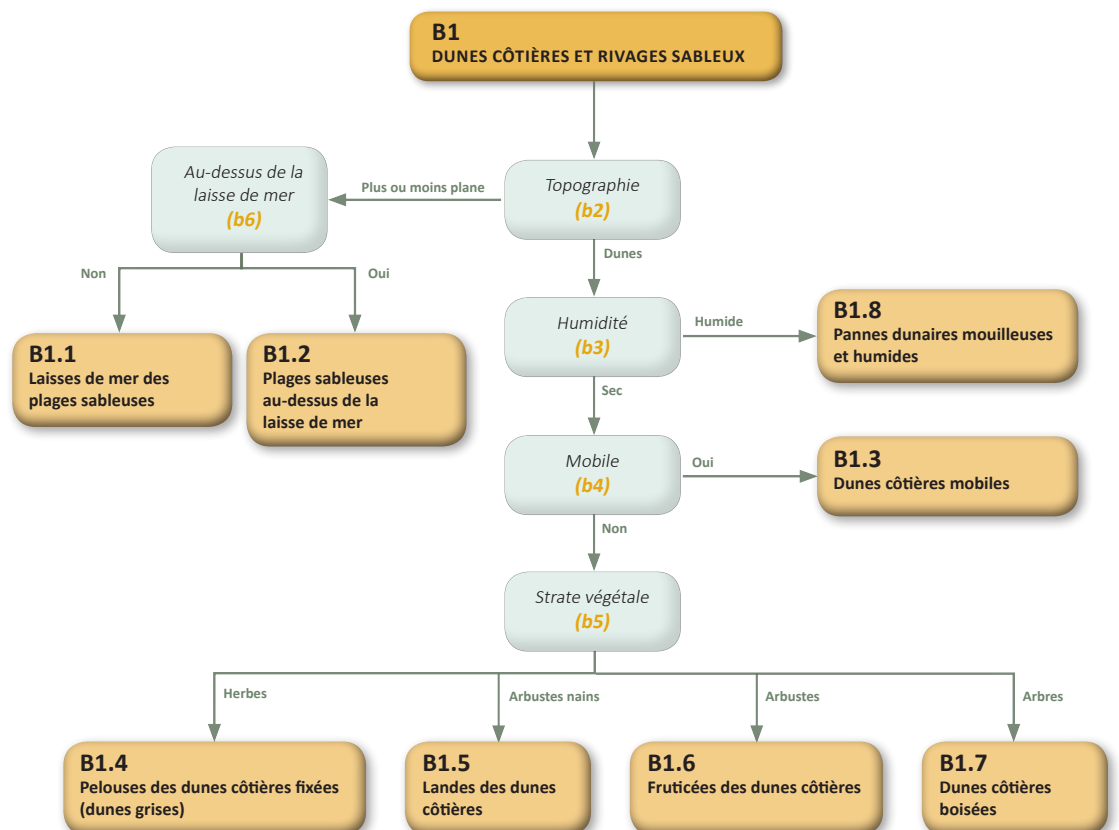 B1
DUNES CÔTIÈRES ET RIVAGES SABLEUX
Au-dessus de la
laisse de mer
(b6)
Plus ou moins plane
Topographie
(b2)
Dunes
Non
Oui
Humidité
(b3)
Humide
B1.8
Pannes dunaires mouilleuses
et humides
B1.1
Laisses de mer des
plages sableuses
B1.2
Plages sableuses
au-dessus de la
laisse de mer
Sec
Mobile
(b4)
Oui
B1.3
Dunes côtières mobiles
Non
Strate végétale
(b5)
Herbes
Arbustes nains
Arbustes
Arbres
B1.4
Pelouses des dunes côtières fixées
(dunes grises)
B1.5
Landes des dunes
côtières
B1.6
Fruticées des dunes côtières
B1.7
Dunes côtières
boisées